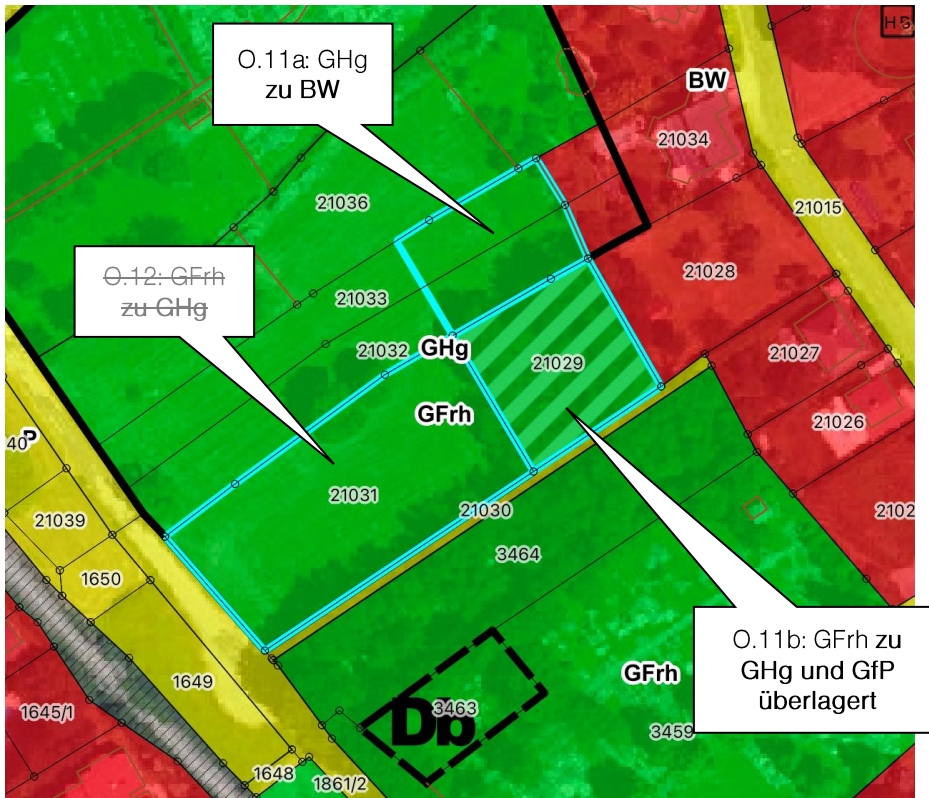 HB
O.11a: GHg
zu BW
BW
21034
21036
21015
O.12: GFrh
zu GHg
21028
21033
21032
GHg
21029
21027
GFrh
21026
40
P
21031
21030
2102
21039
3464
1650
O.11b: GFrh zu
GHg und GfP
überlagert
GFrh
1649
3463
Db
3459
1645/1
1648
1861/2